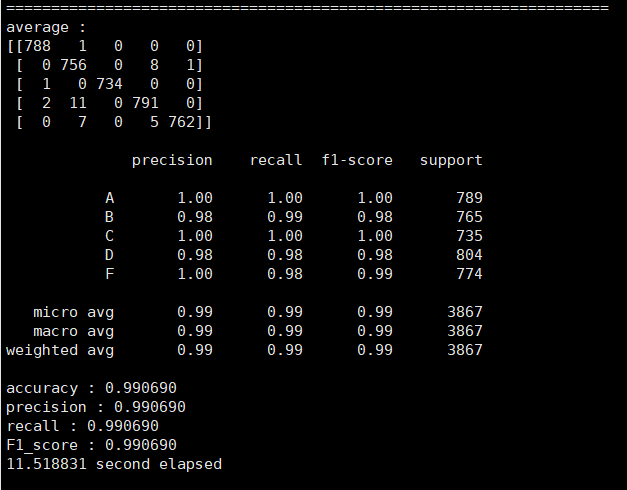 ===================================================================
average :
[[788   1   0   0   0]
 [  0 756   0   8   1]
 [  1   0 734   0   0]
 [  2  11   0 791   0]
 [  0   7   0   5 762]]
              precision    recall  f1-score   support
           A       1.00      1.00      1.00       789
           B       0.98      0.99      0.98       765
           C       1.00      1.00      1.00       735
           D       0.98      0.98      0.98       804
           F       1.00      0.98      0.99       774
   micro avg       0.99      0.99      0.99      3867
   macro avg       0.99      0.99      0.99      3867
weighted avg       0.99      0.99      0.99      3867
accuracy : 0.990690
precision : 0.990690
recall : 0.990690
F1_score : 0.990690
11.518831 second elapsed